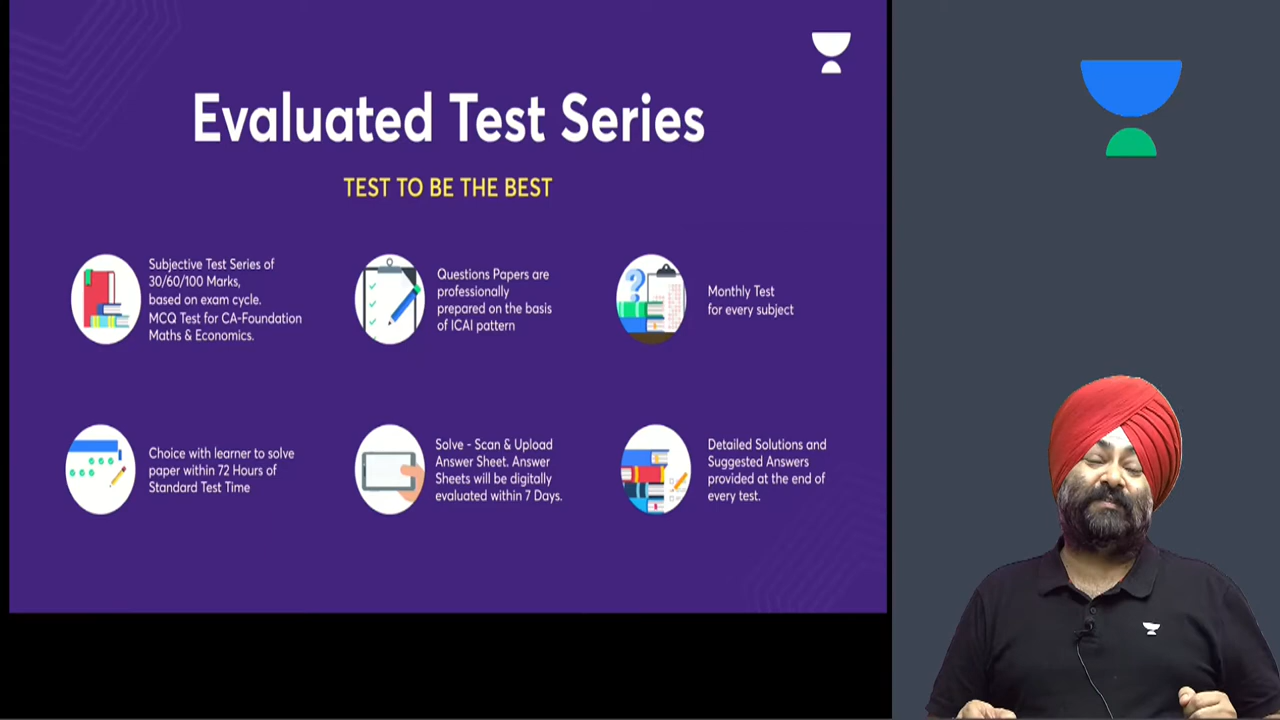 Evaluated Test Series
TEST TO BE THE BEST
Subjective Test Series of
30/60/100 Marks,
based on exam cycle.
MCQ Test for CA-Foundation
Maths & Economics.
Questions Papers are
professionally
prepared on the basis
of ICAI pattern
Monthly Test
for every subject
Choice with learner to solve
paper within 72 Hours of
Standard Test Time
Solve - Scan & Upload
Answer Sheet. Answer
Sheets will be digitally
evaluated within 7 Days.
Detailed Solutions and
Suggested Answers
provided at the end of
every test.